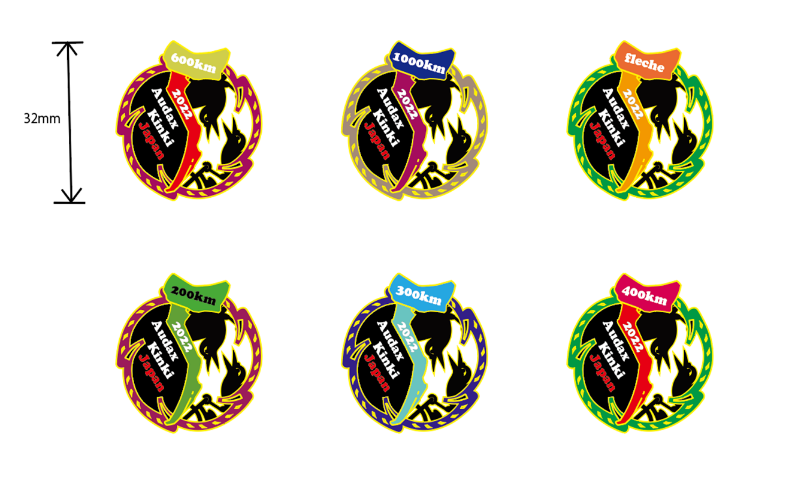 32mm
600km
2022
Audax
Kinki
Japan
1000km
2022
Audax
Kinki
Japan
fleche
2022
Audax
Kinki
Japan
200km
2022
Audax
Kinki
Japan
300km
2022
Audax
Kinki
Japan
400km
2022
Audax
Kinki
Japan